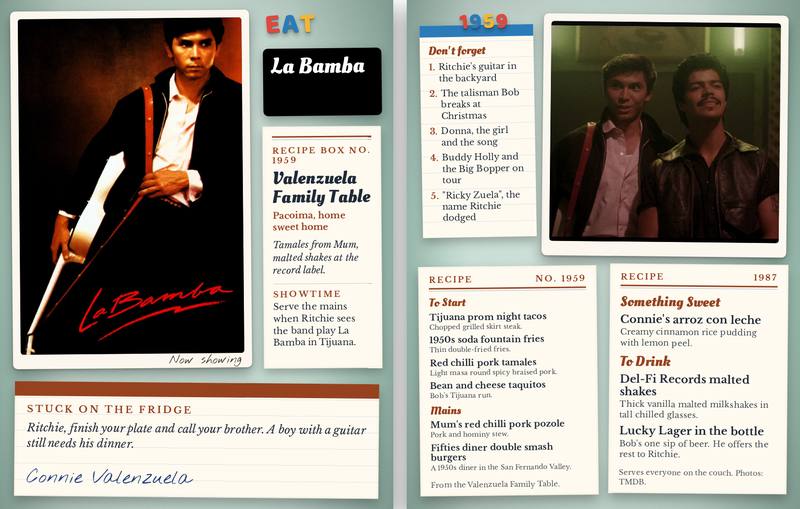 EAT
La Bamba
La Bamba
Now showing
RECIPE BOX NO.
1959
Valenzuela
Family Table
Pacoima, home
sweet home
Tamales from Mum,
malted shakes at the
record label.
SHOWTIME
Serve the mains
when Ritchie sees
the band play La
Bamba in Tijuana.
STUCK ON THE FRIDGE
Ritchie, finish your plate and call your brother. A boy with a guitar
still needs his dinner.
Connie Valenzuela
1959
Don't forget
1. Ritchie's guitar in
the backyard
2. The talisman Bob
breaks at
Christmas
3. Donna, the girl
and the song
4. Buddy Holly and
the Big Bopper on
tour
5. "Ricky Zuela", the
name Ritchie
dodged
RECIPE NO. 1959
To Start
Tijuana prom night tacos
Chopped grilled skirt steak.
1950s soda fountain fries
Thin double-fried fries.
Red chilli pork tamales
Light masa round spicy braised pork.
Bean and cheese taquitos
Bob's Tijuana run.
Mains
Mum's red chilli pork pozole
Pork and hominy stew.
Fifties diner double smash
burgers
A 1950s diner in the San Fernando Valley.
From the Valenzuela Family Table.
RECIPE 1987
Something Sweet
Connie's arroz con leche
Creamy cinnamon rice pudding
with lemon peel.
To Drink
Del-Fi Records malted
shakes
Thick vanilla malted milkshakes in
tall chilled glasses.
Lucky Lager in the bottle
Bob's one sip of beer. He offers the
rest to Ritchie.
Serves everyone on the couch. Photos:
TMDB.